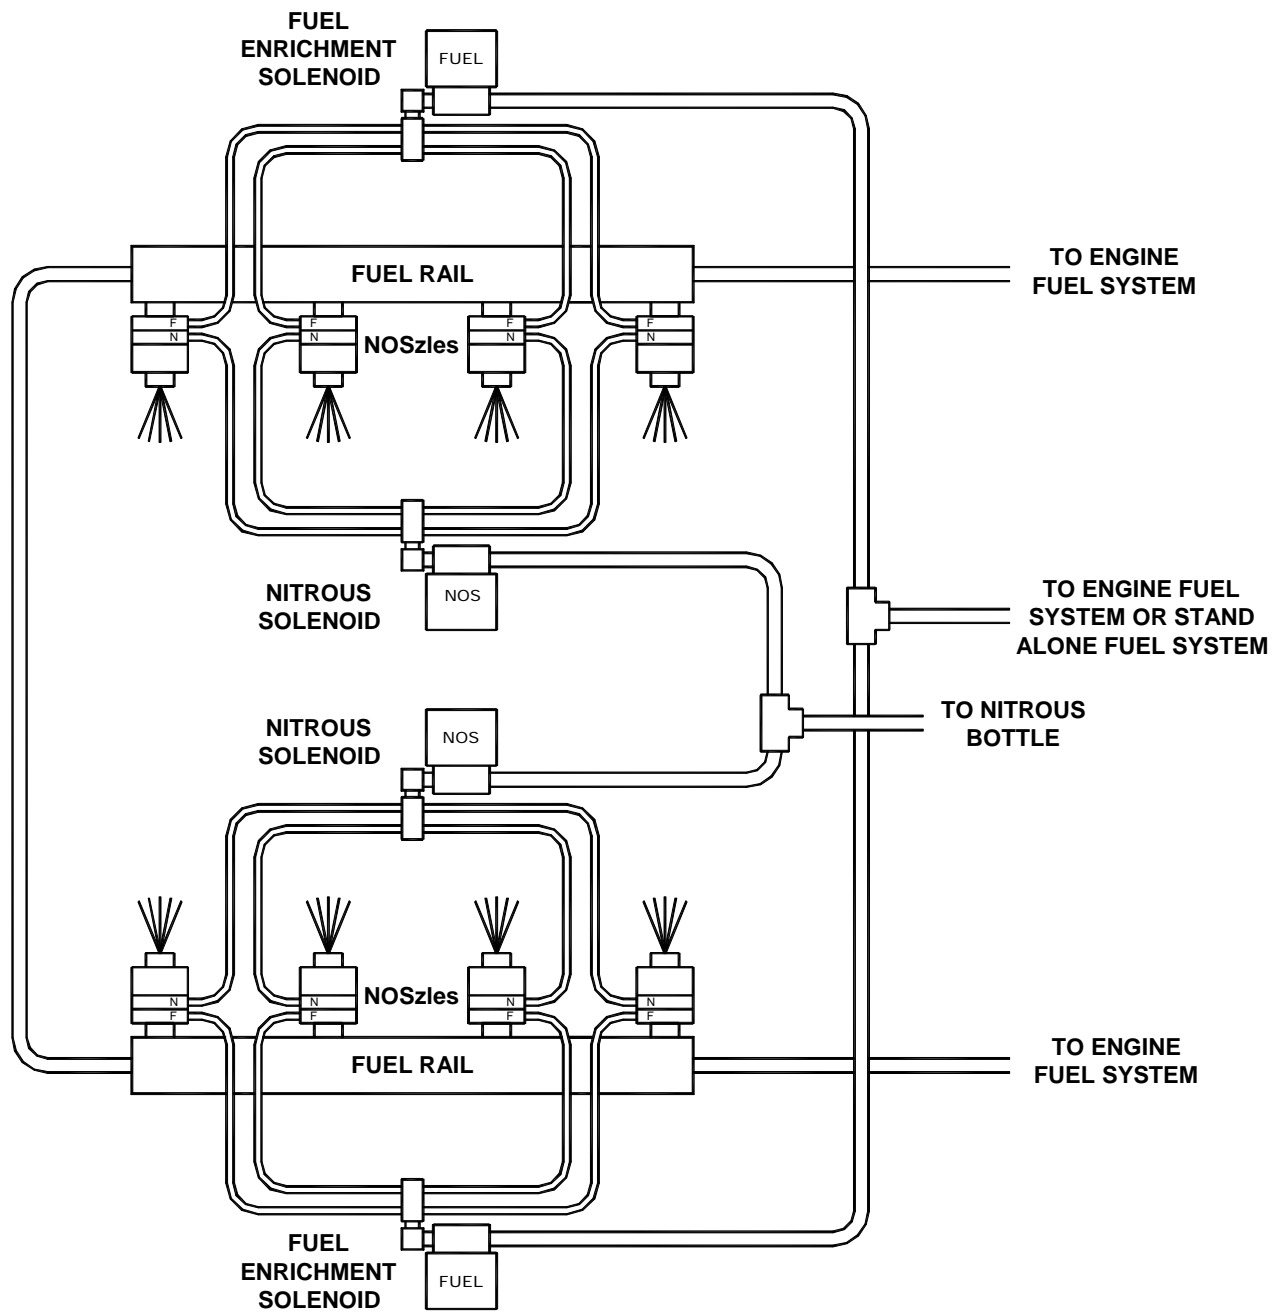 FUEL
ENRICHMENT
SOLENOID
FUEL
FUEL RAIL
TO ENGINE
FUEL SYSTEM
F
N
F
N
NOSzles
F
N
F
N
NITROUS
SOLENOID
NOS
TO ENGINE FUEL
SYSTEM OR STAND
ALONE FUEL SYSTEM
NITROUS
SOLENOID
NOS
TO NITROUS
BOTTLE
N
F
N
F
NOSzles
N
F
N
F
FUEL RAIL
TO ENGINE
FUEL SYSTEM
FUEL
ENRICHMENT
SOLENOID
FUEL